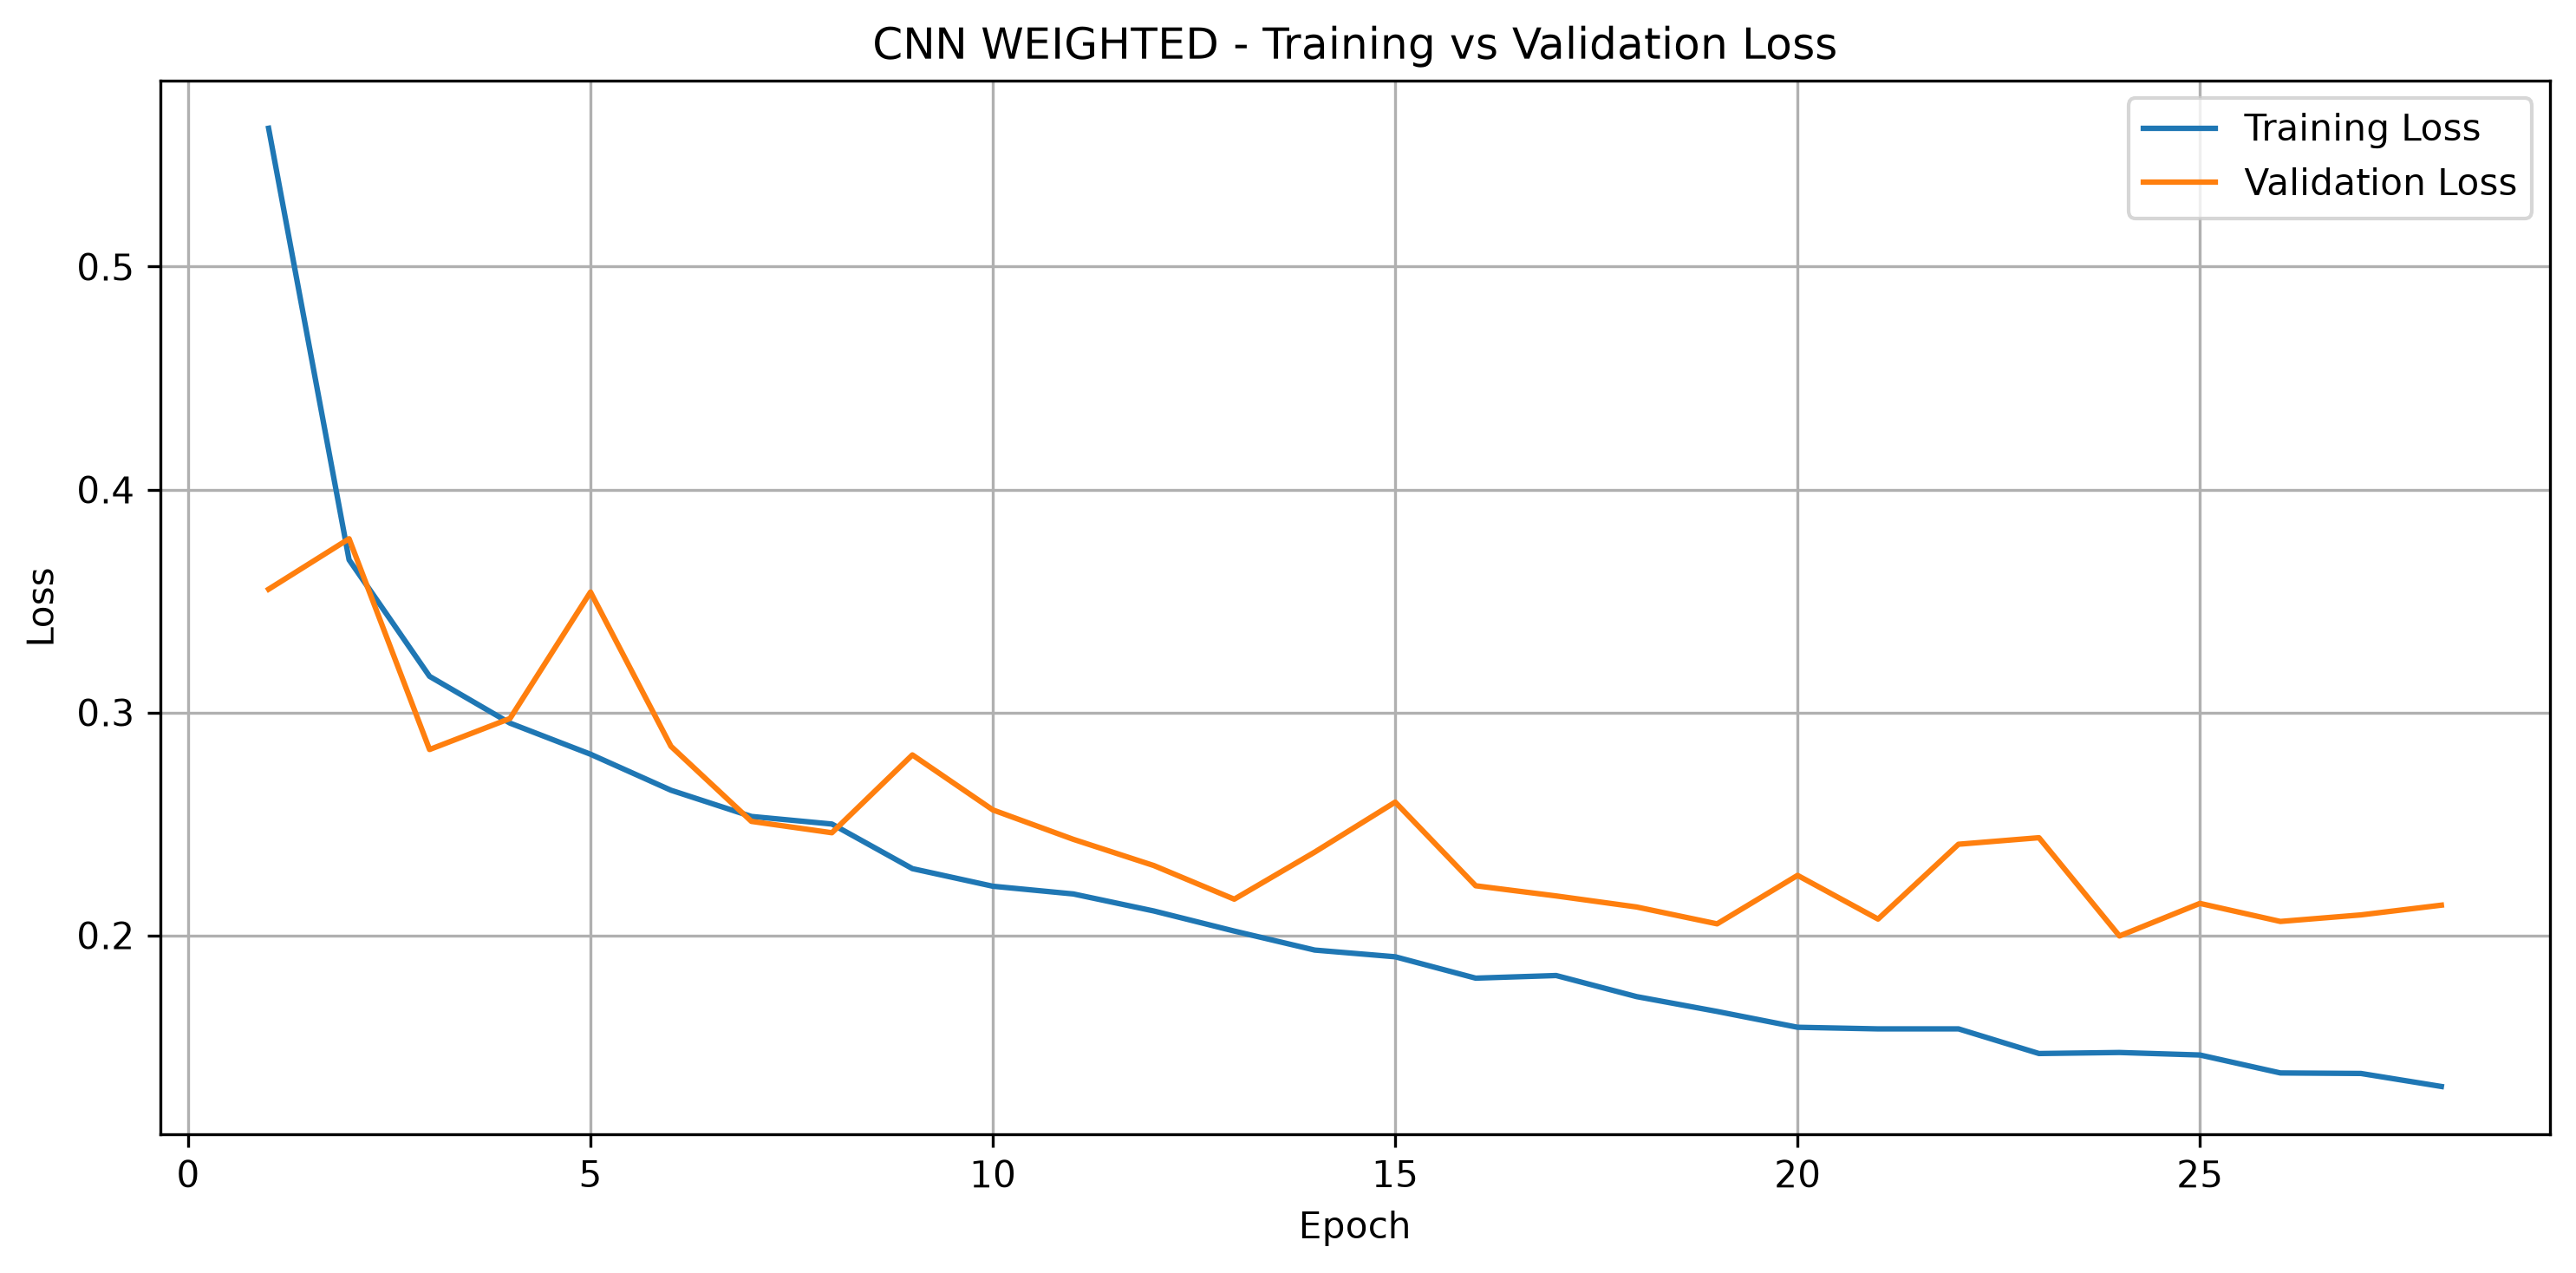 CNN WEIGHTED - Training vs Validation Loss
Training Loss
Validation Loss
0.5
0.4
0.3
0.2
Loss
0 5 10 15 20 25
Epoch